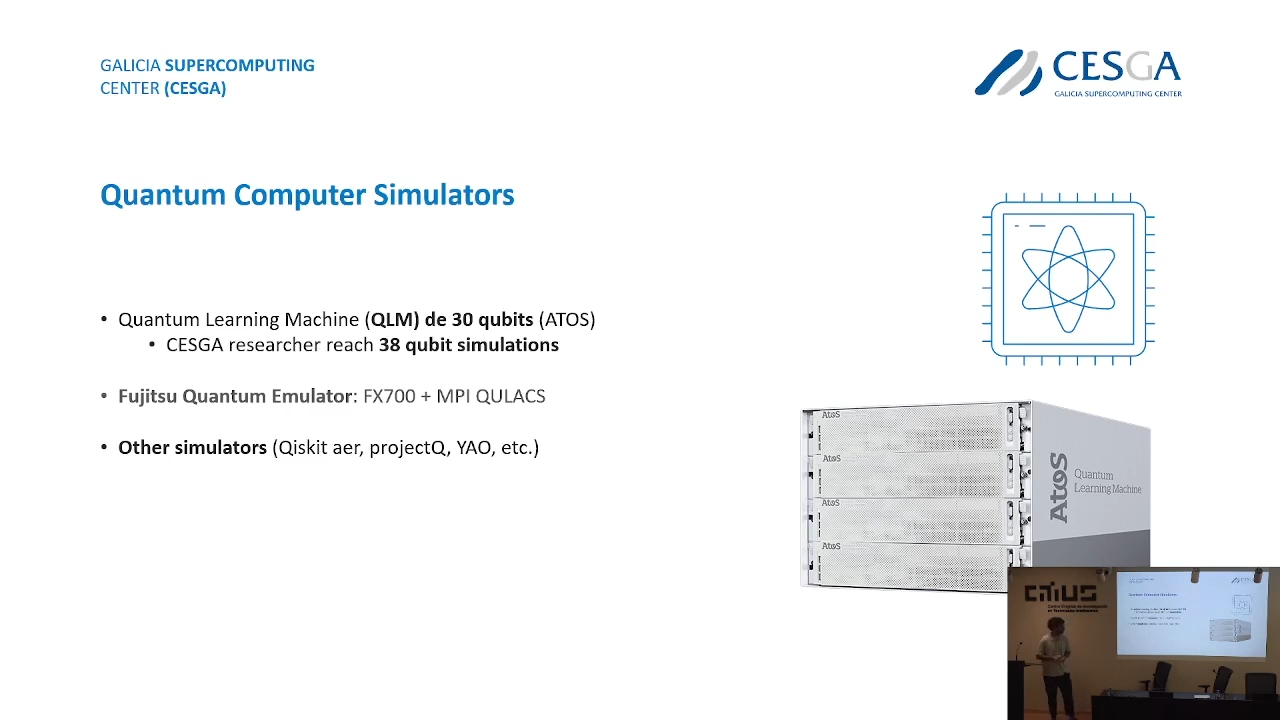 GALICIA SUPERCOMPUTING
CENTER (CESGA)
CESGA
GALICIA SUPERCOMPUTING CENTER
Quantum Computer Simulators
• Quantum Learning Machine (QLM) de 30 qubits (ATOS)
• CESGA researcher reach 38 qubit simulations
• Fujitsu Quantum Emulator: FX700 + MPI QULACS
• Other simulators (Qiskit aer, projectQ, YAO, etc.)
Atos
Atos
Atos
Atos
Atos
Quantum
Learning Machine
CiTIUS